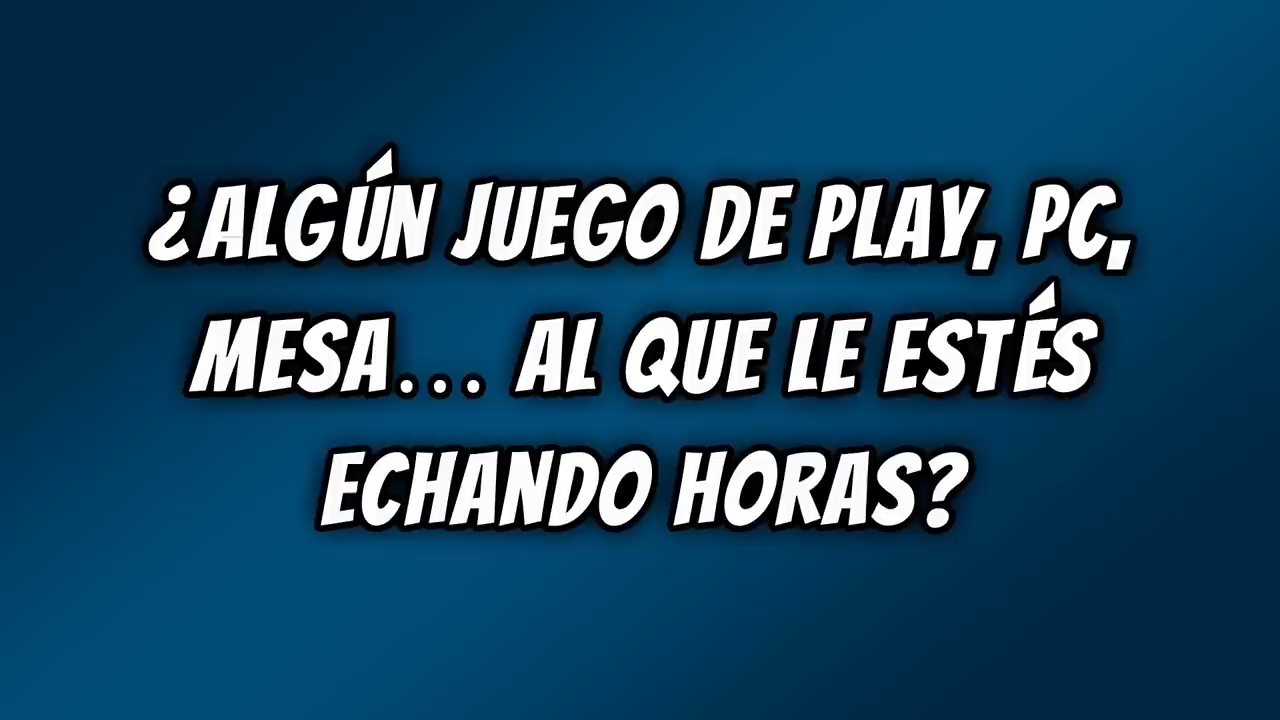 ¿ALGÚN JUEGO DE PLAY, PC,
MESA... AL QUE LE ESTÉS
ECHANDO HORAS?